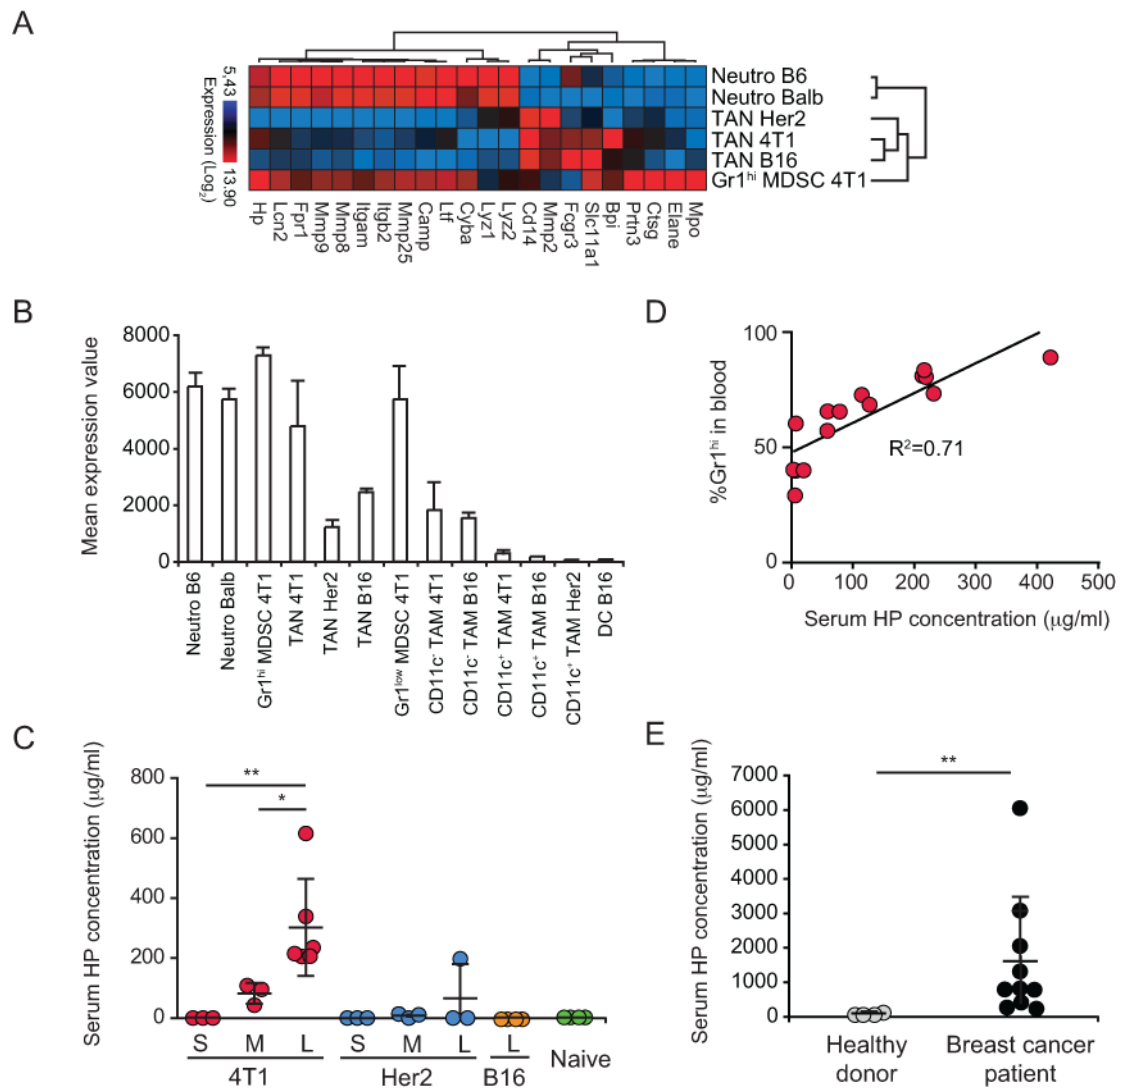 A
5,43
Expression (Log2)
13.90
Neutro B6
Neutro Balb
TAN Her2
TAN 4T1
TAN B16
Gr1hi MDSC 4T1
Hp
Lcn2
Fpr1
Mmp9
Mmp8
Itgam
Itgb2
Mmp25
Camp
Ltf
Cyba
Lyz1
Lyz2
Cd14
Mmp2
Fcgr3
Slc11a1
Bpi
Prtn3
Ctsg
Elane
Mpo
B
Mean expression value
8000
6000
4000
2000
0
Neutro B6
Neutro Balb
Gr1hi MDSC 4T1
TAN 4T1
TAN Her2
TAN B16
Gr1low MDSC 4T1
CD11c- TAM 4T1
CD11c- TAM B16
CD11c+ TAM 4T1
CD11c+ TAM B16
CD11c+ TAM Her2
DC B16
D
%Gr1hi in blood
100
50
0
R2=0.71
0 100 200 300 400 500
Serum HP concentration (µg/ml)
C
Serum HP concentration (µg/ml)
800
600
400
200
0
**
*
S M L S M L L Naive
4T1 Her2 B16
E
Serum HP concentration (µg/ml)
7000
6000
5000
4000
3000
2000
1000
0
**
Healthy
donor
Breast cancer
patient